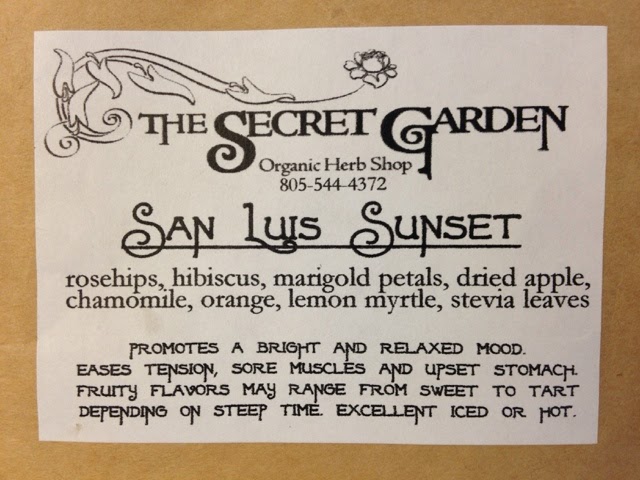 THE SECRET GARDEN
Organic Herb Shop
805-544-4372
SAN LUIS SUNSET
rosehips, hibiscus, marigold petals, dried apple,
chamomile, orange, lemon myrtle, stevia leaves
PROMOTES A BRIGHT AND RELAXED MOOD.
EASES TENSION, SORE MUSCLES AND UPSET STOMACH.
FRUITY FLAVORS MAY RANGE FROM SWEET TO TART
DEPENDING ON STEEP TIME. EXCELLENT ICED OR HOT.